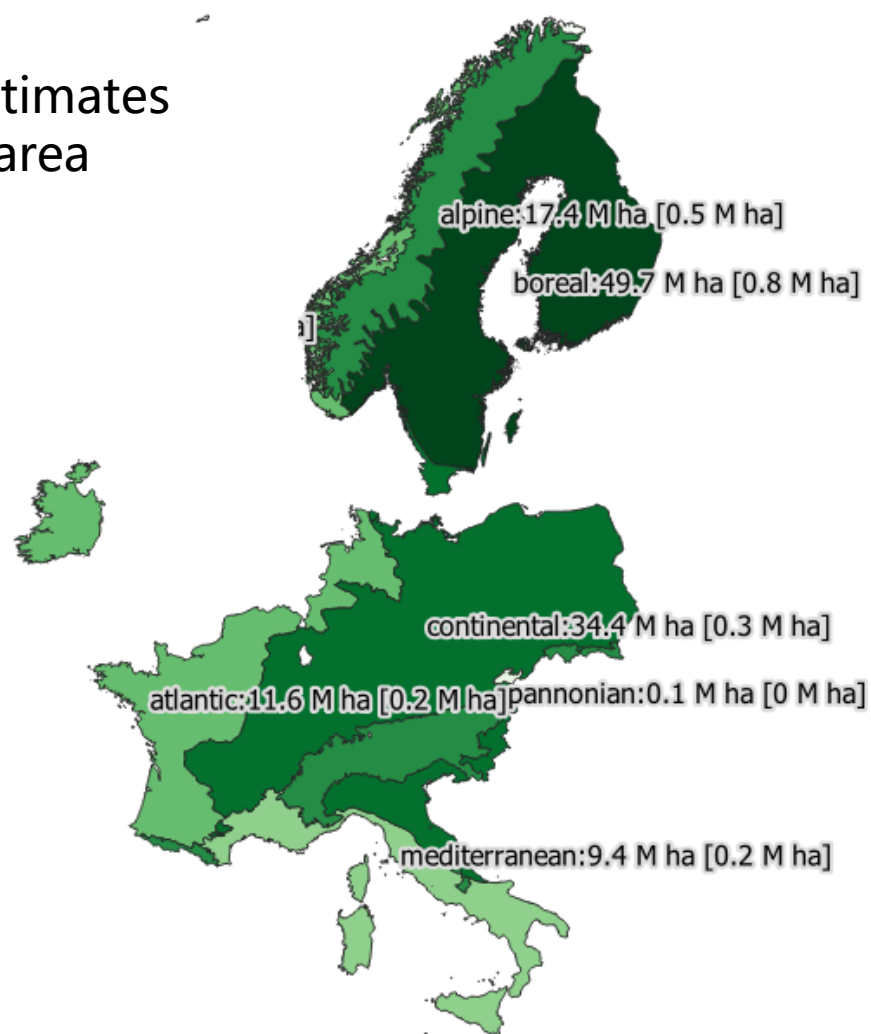 timates
area
alpine:17.4 M ha [0.5 M ha]
boreal:49.7 M ha [0.8 M ha]
a]
continental:34.4 M ha [0.3 M ha]
atlantic:11.6 M ha [0.2 M ha]
pannonian:0.1 M ha [0 M ha]
mediterranean:9.4 M ha [0.2 M ha]